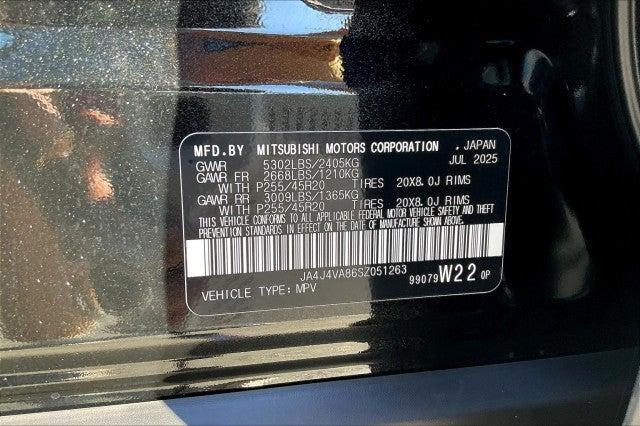 MFD.BY MITSUBISHI MOTORS CORPORATION . JAPAN
GVWR 5302LBS/2405KG JUL 2025
GAWR FR 2668LBS/1210KG
WITH P255/45R20 TIRES 20X8.0J RIMS
GAWR RR 3009LBS/1365KG
WITH P255/45R20 TIRES 20X8.0J RIMS
THIS VEHICLE CONFORMS TO ALL APPLICABLE FEDERAL MOTOR VEHICLE SAFETY AND THEFT
PREVENTION STANDARDS IN EFFECT ON THE DATE OF MANUFACTURE SHOWN ABOVE.
JA4J4VA86SZ051263
99079 W22 0P
VEHICLE TYPE: MPV